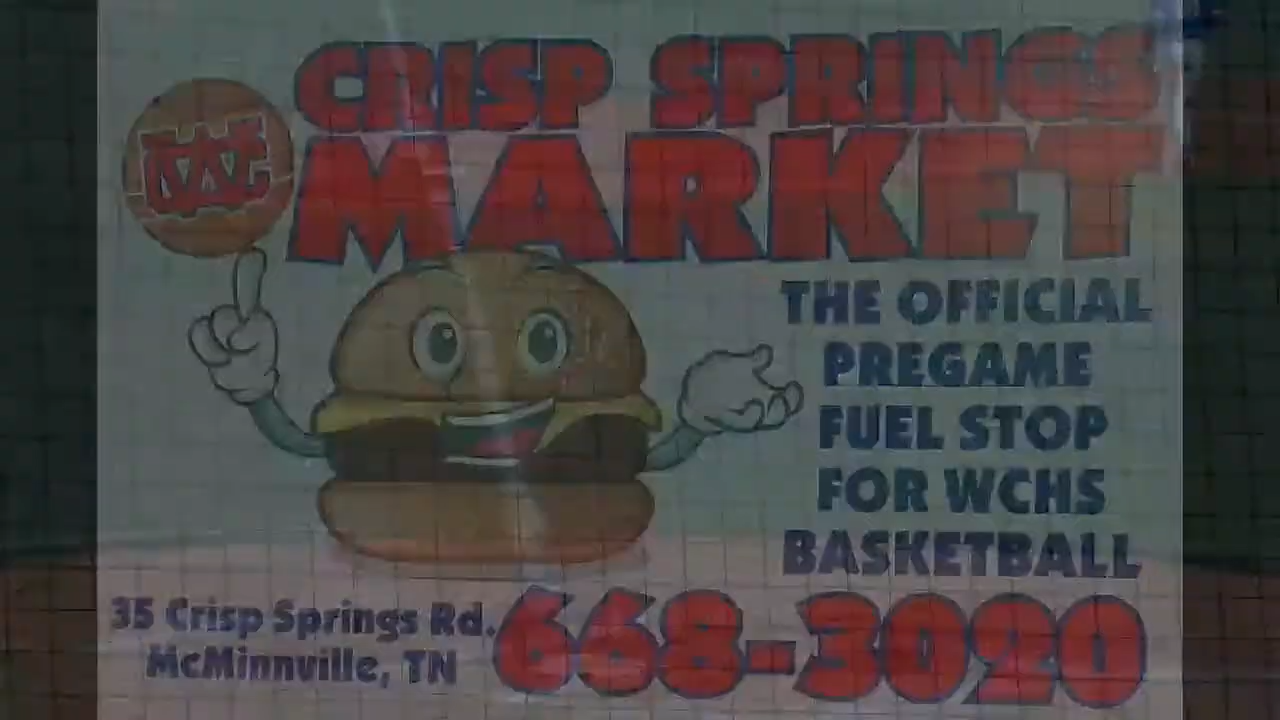 CRISP SPRINGS
MARKET
WC
THE OFFICIAL
PREGAME
FUEL STOP
FOR WCHS
BASKETBALL
35 Crisp Springs Rd.
McMinnville, TN
668-3020